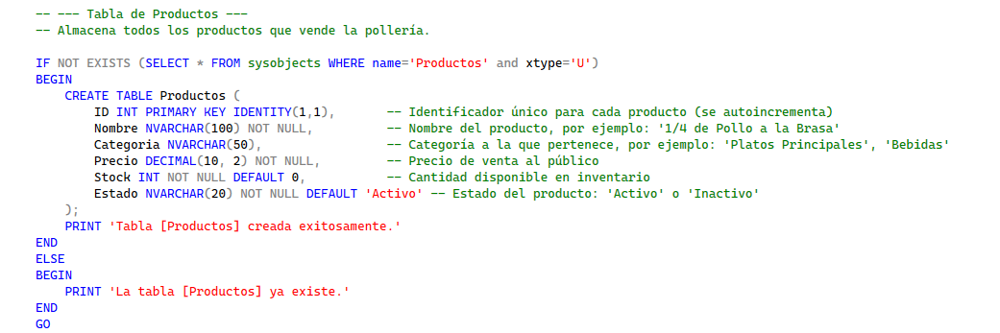 -- --- Tabla de Productos ---
-- Almacena todos los productos que vende la pollería.
IF NOT EXISTS (SELECT * FROM sysobjects WHERE name='Productos' and xtype='U')
BEGIN
    CREATE TABLE Productos (
        ID INT PRIMARY KEY IDENTITY(1,1),       -- Identificador único para cada producto (se autoincrementa)
        Nombre NVARCHAR(100) NOT NULL,          -- Nombre del producto, por ejemplo: '1/4 de Pollo a la Brasa'
        Categoria NVARCHAR(50),                 -- Categoría a la que pertenece, por ejemplo: 'Platos Principales', 'Bebidas'
        Precio DECIMAL(10, 2) NOT NULL,         -- Precio de venta al público
        Stock INT NOT NULL DEFAULT 0,           -- Cantidad disponible en inventario
        Estado NVARCHAR(20) NOT NULL DEFAULT 'Activo' -- Estado del producto: 'Activo' o 'Inactivo'
    );
    PRINT 'Tabla [Productos] creada exitosamente.'
END
ELSE
BEGIN
    PRINT 'La tabla [Productos] ya existe.'
END
GO